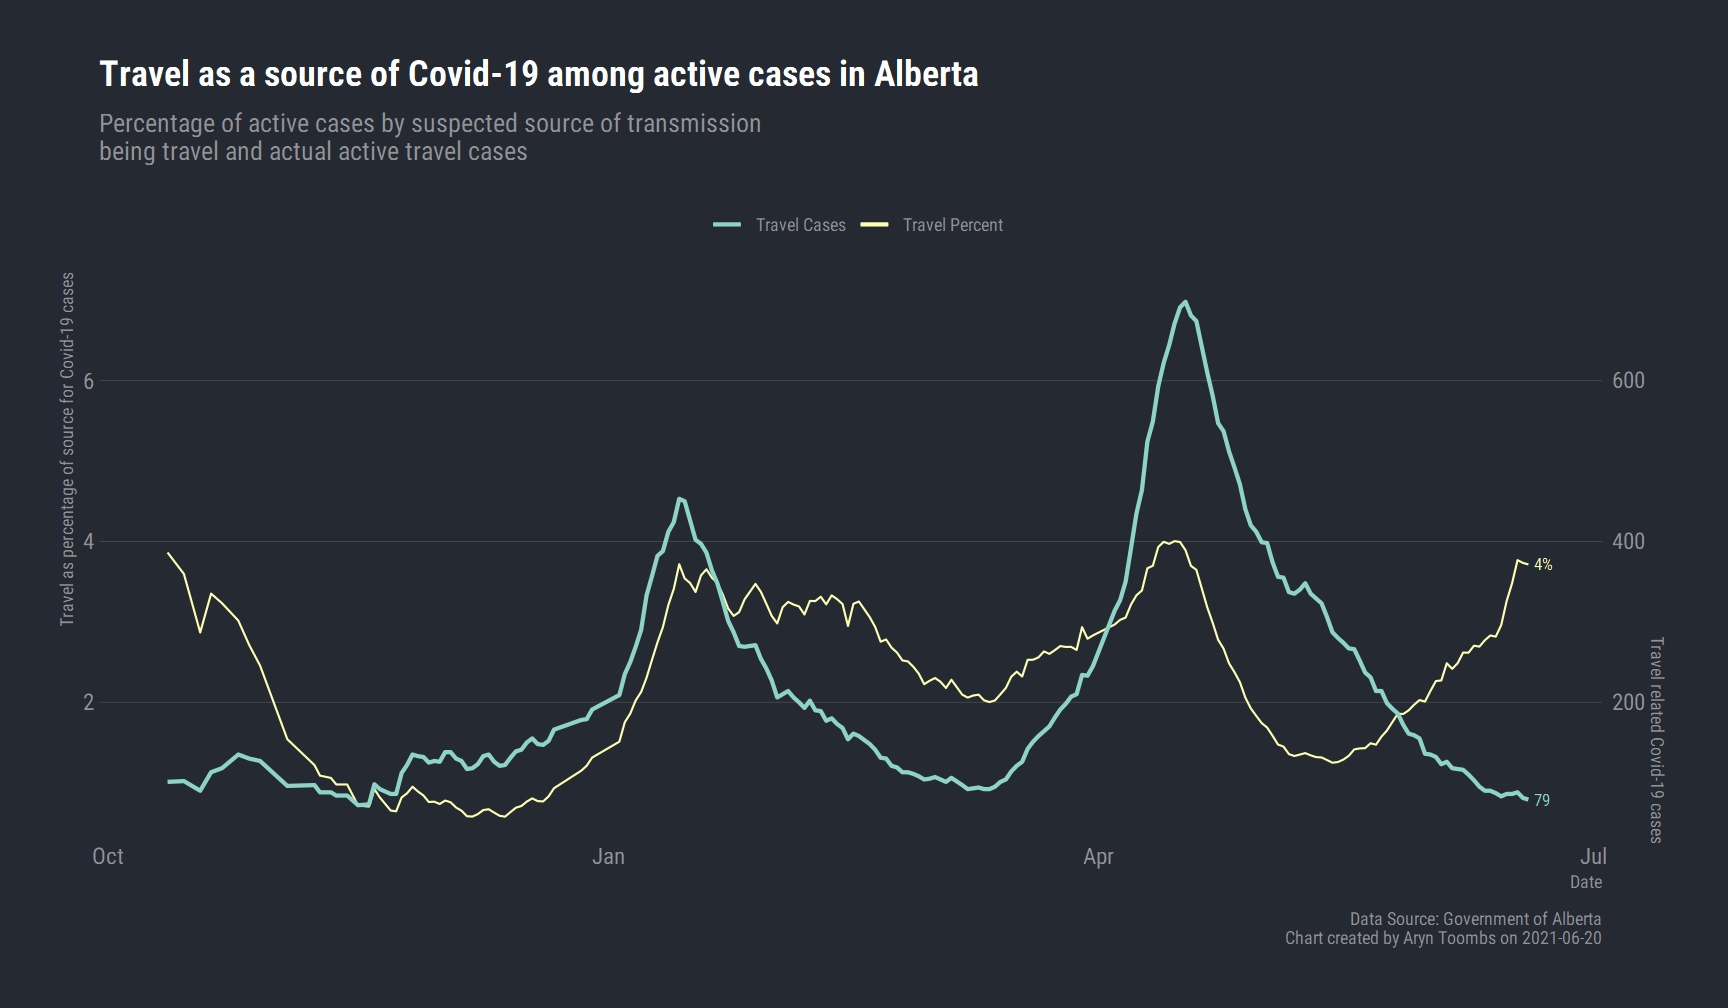 Travel as a source of Covid-19 among active cases in Alberta
Percentage of active cases by suspected source of transmission
being travel and actual active travel cases
Travel Cases
Travel Percent
Travel as percentage of source for Covid-19 cases
6
4
2
600
400
200
Travel related Covid-19 cases
4%
79
Oct
Jan
Apr
Jul
Date
Data Source: Government of Alberta
Chart created by Aryn Toombs on 2021-06-20